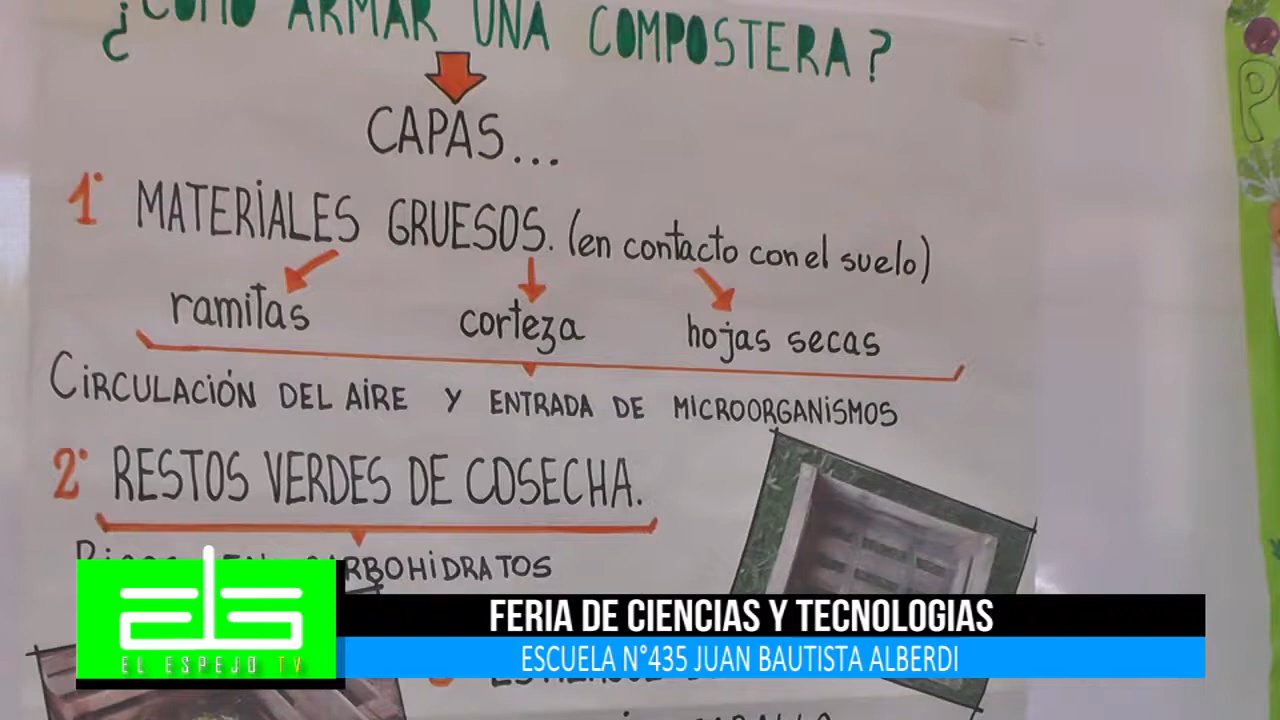 ¿CÓMO ARMAR UNA COMPOSTERA?
CAPAS...
1° MATERIALES GRUESOS. (en contacto con el suelo)
ramitas corteza hojas secas
CIRCULACIÓN DEL AIRE Y ENTRADA DE MICROORGANISMOS
2° RESTOS VERDES DE COSECHA.
EN CARBOHIDRATOS
FERIA DE CIENCIAS Y TECNOLOGIAS
EL ESPEJO TV
ESCUELA N°435 JUAN BAUTISTA ALBERDI